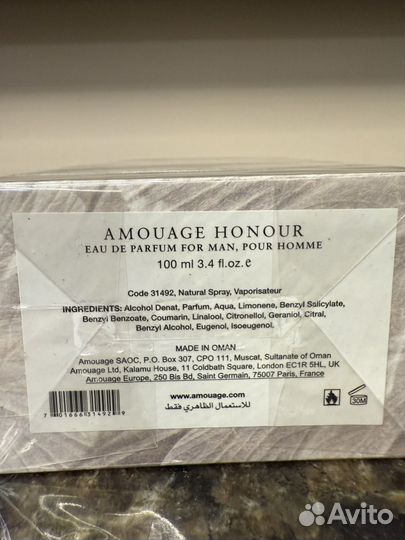 AMOUAGE HONOUR
EAU DE PARFUM FOR MAN, POUR HOMME
100 ml 3.4 fl.oz. e
Code 31492, Natural Spray, Vaporisateur
INGREDIENTS: Alcohol Denat, Parfum, Aqua, Limonene, Benzyl Salicylate,
Benzyl Benzoate, Coumarin, Linalool, Citronellol, Geraniol, Citral,
Benzyl Alcohol, Eugenol, Isoeugenol.
MADE IN OMAN
Amouage SAOC, P.O. Box 307, CPO 111, Muscat, Sultanate of Oman
Amouage Ltd, Kalamu House, 11 Coldbath Square, London EC1R 5HL, UK
Amouage Europe, 250 Bis Bd, Saint Germain, 75007 Paris, France
www.amouage.com
للاستعمال الظاهري فقط
7 01666 31492 9
30M
Avito